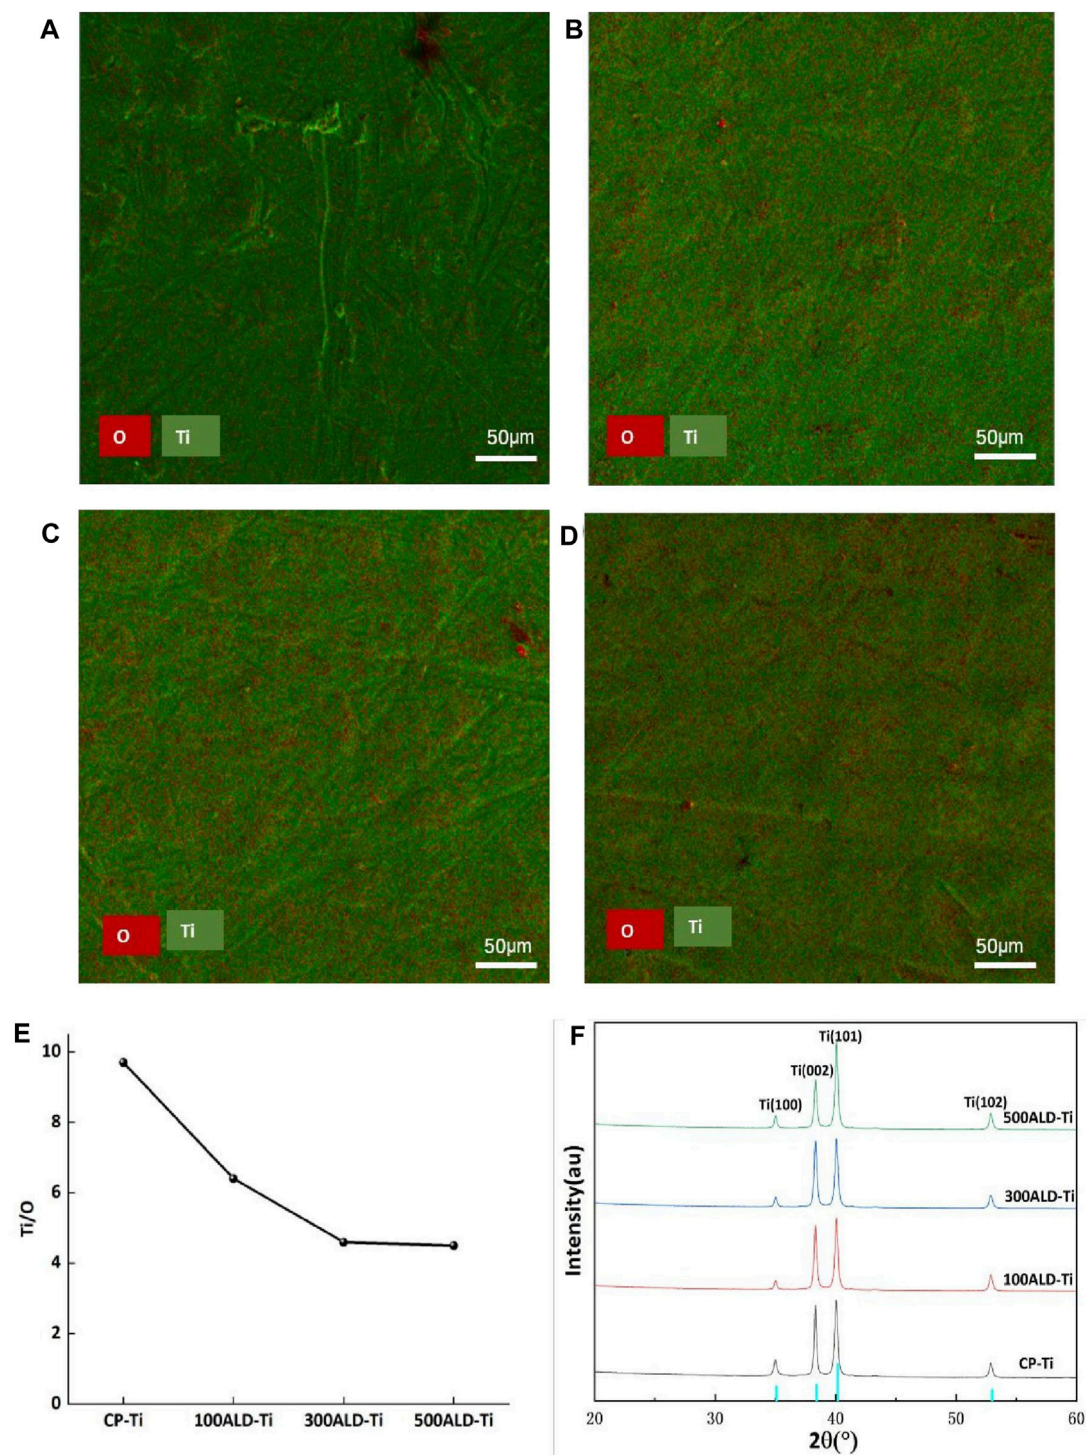 A
B
O Ti 50μm
O Ti 50μm
C
D
O Ti 50μm
O Ti 50μm
E
10
8
6
4
2
0
Ti/O
CP-Ti 100ALD-Ti 300ALD-Ti 500ALD-Ti
F
Ti(101)
Ti(002)
Ti(100)
Ti(102)
500ALD-Ti
300ALD-Ti
100ALD-Ti
CP-Ti
Intensity(au)
20 30 40 50 60
2θ(°)